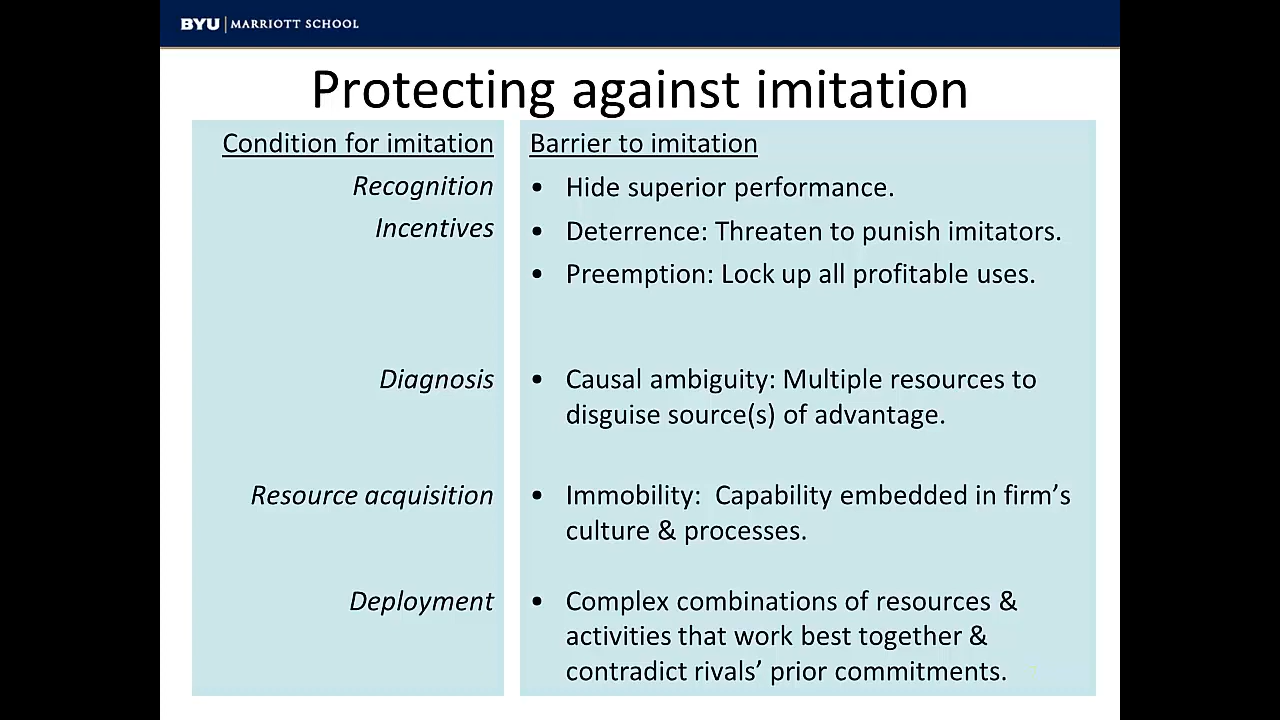 BYU | MARRIOTT SCHOOL
Protecting against imitation
Condition for imitation
Barrier to imitation
Recognition
• Hide superior performance.
Incentives
• Deterrence: Threaten to punish imitators.
• Preemption: Lock up all profitable uses.
Diagnosis
• Causal ambiguity: Multiple resources to
disguise source(s) of advantage.
Resource acquisition
• Immobility:  Capability embedded in firm’s
culture & processes.
Deployment
• Complex combinations of resources &
activities that work best together &
contradict rivals’ prior commitments.